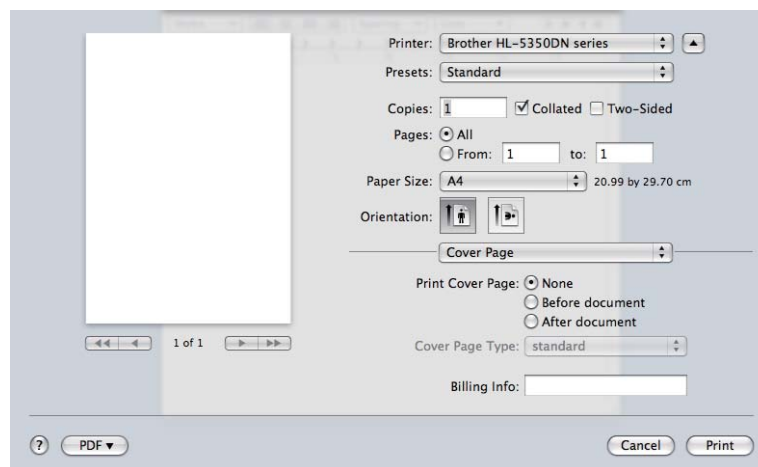 Printer: Brother HL-5350DN series
Presets: Standard
Copies: 1 Collated Two-Sided
Pages: All
From: 1 to: 1
Paper Size: A4 20.99 by 29.70 cm
Orientation:
Cover Page
Print Cover Page: None
Before document
After document
1 of 1
Cover Page Type: standard
Billing Info:
? PDF Cancel Print